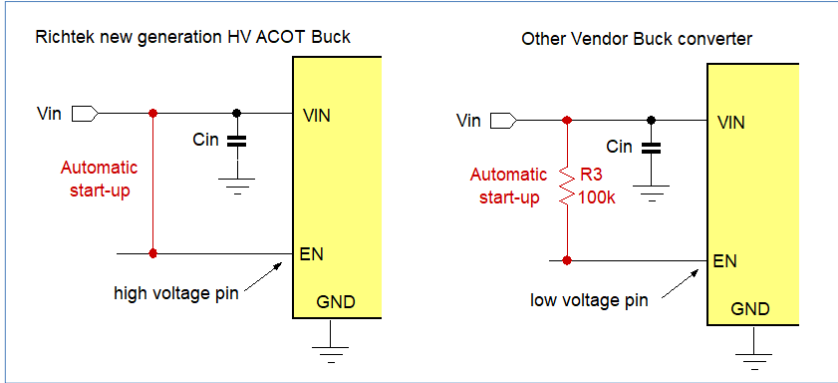 Richtek new generation HV ACOT Buck
Vin
VIN
Cin
Automatic
start-up
EN
high voltage pin
GND
Other Vendor Buck converter
Vin
VIN
Cin
Automatic
start-up
R3
100k
EN
low voltage pin
GND